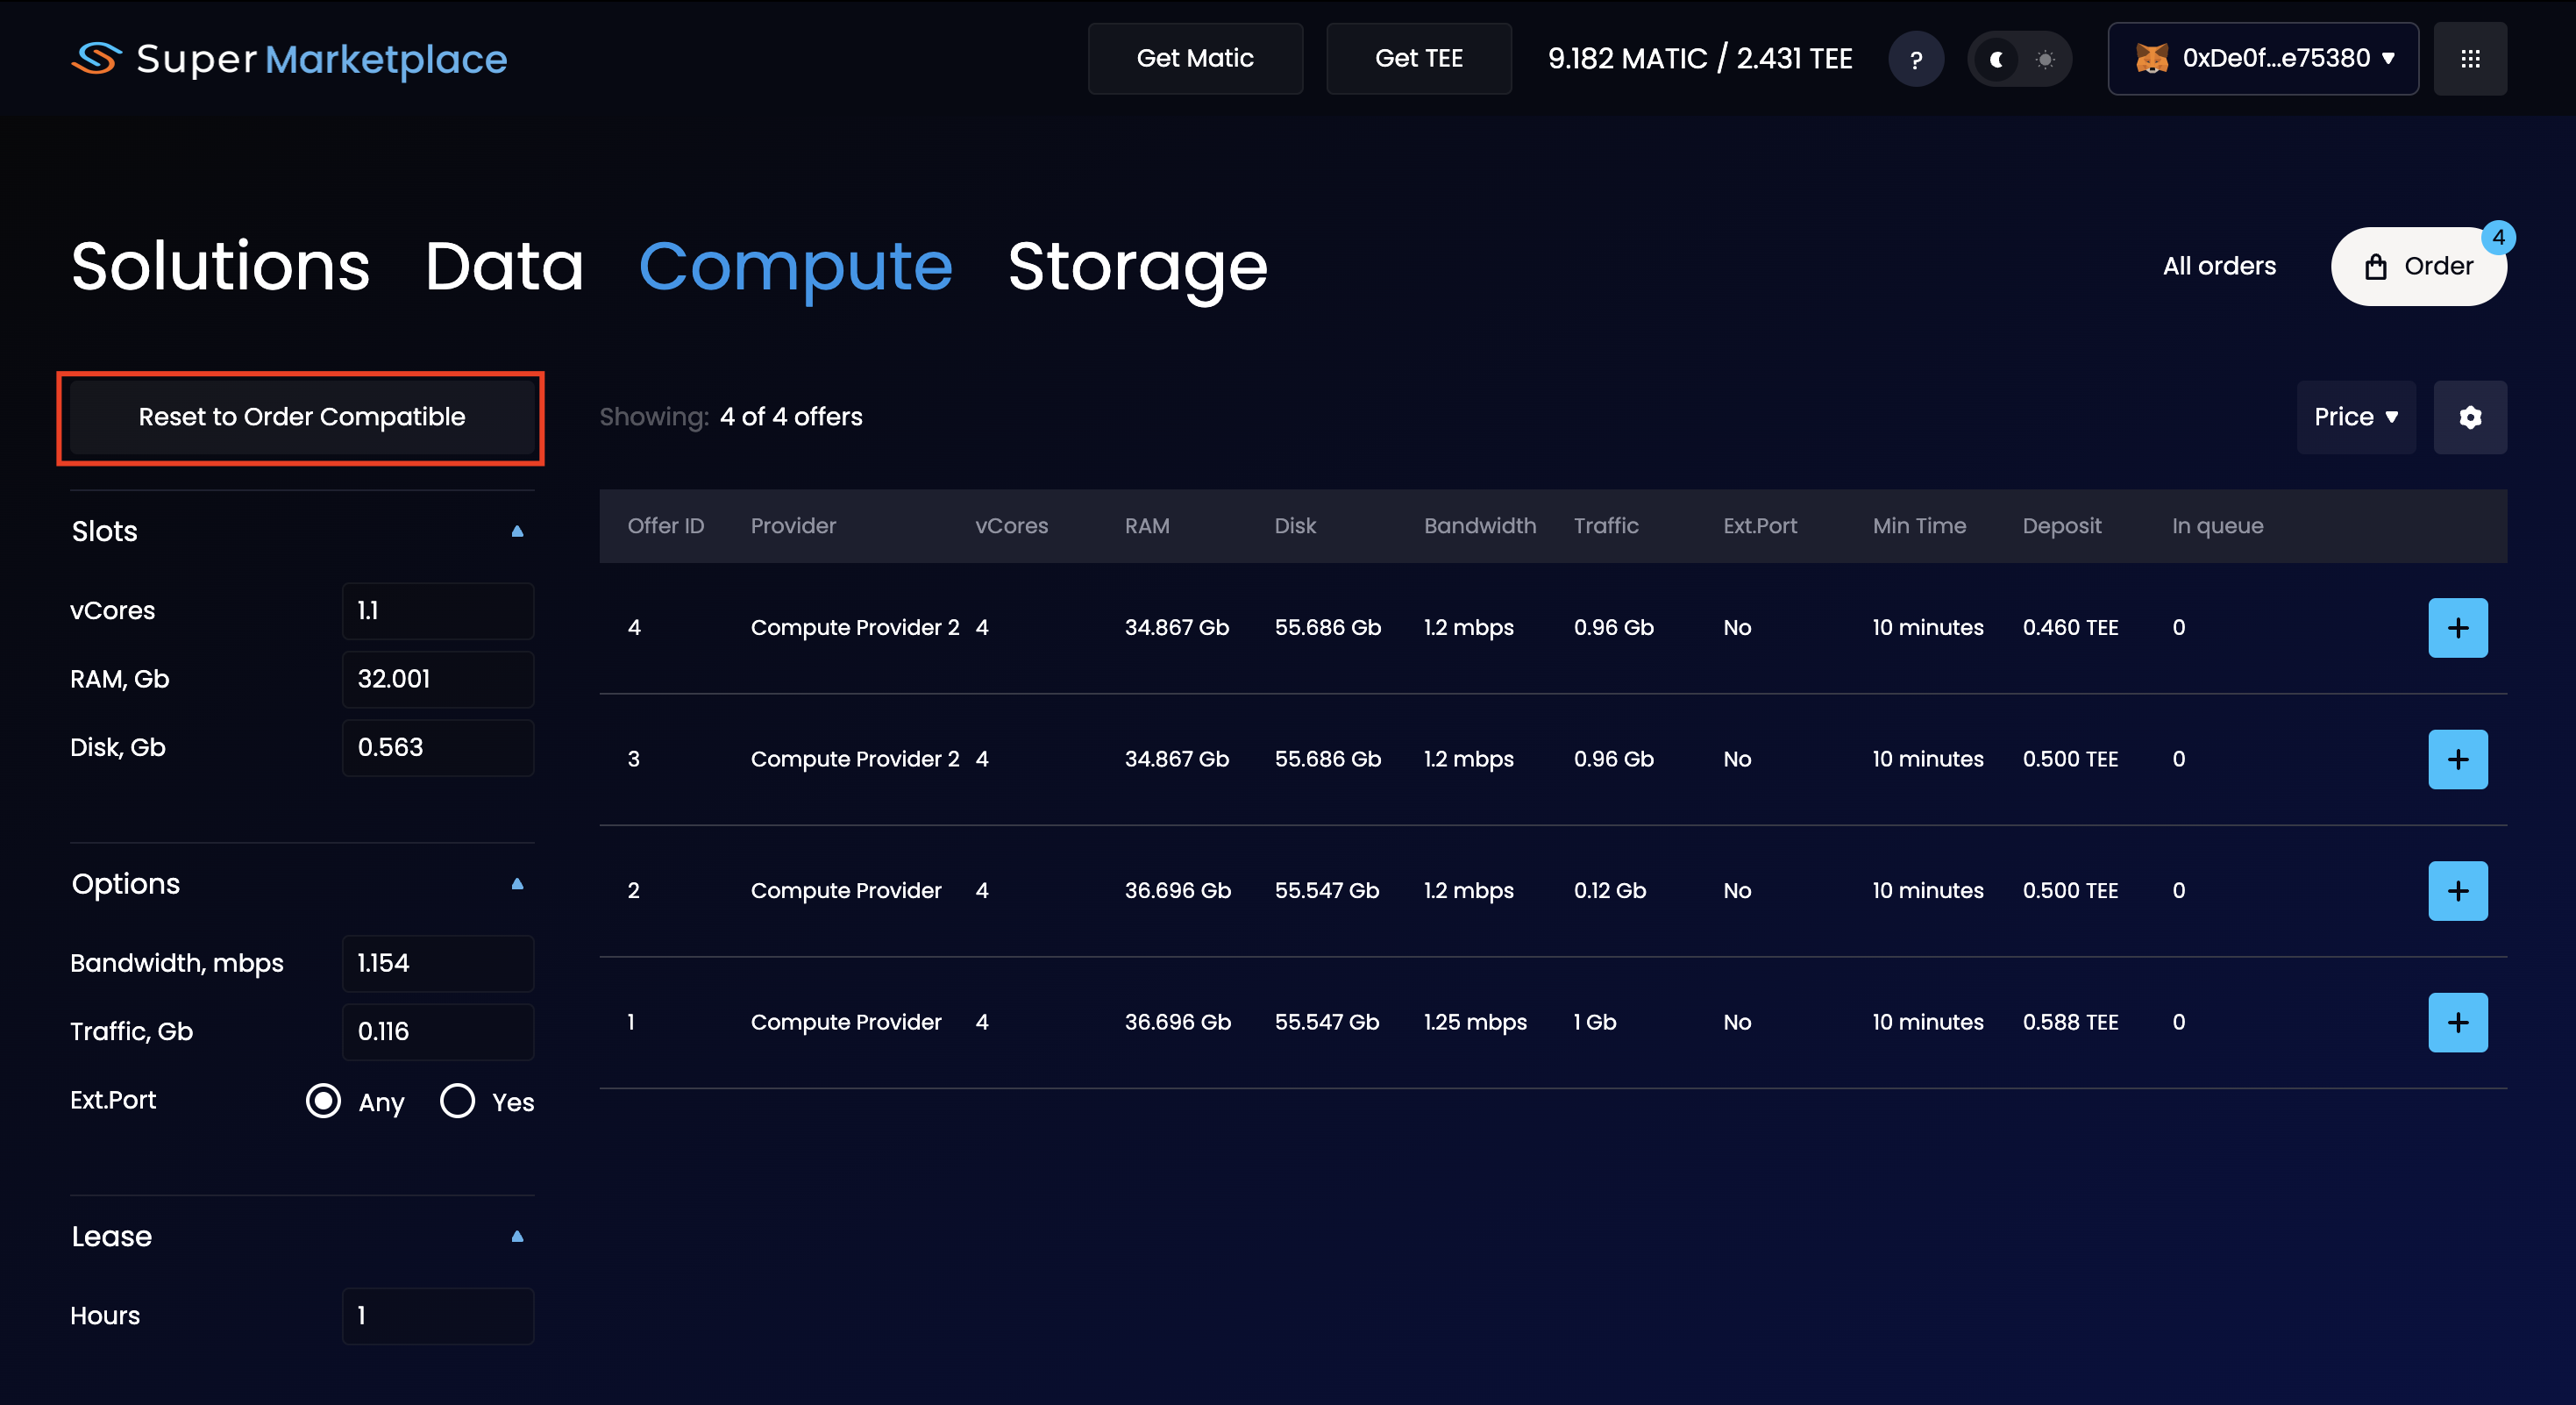 Super Marketplace Get Matic Get TEE 9.182 MATIC / 2.431 TEE ? 0xDe0f...e75380
Solutions Data Compute Storage All orders Order 4
Reset to Order Compatible Showing: 4 of 4 offers Price
Slots
vCores 1.1
RAM, Gb 32.001
Disk, Gb 0.563
Options
Bandwidth, mbps 1.154
Traffic, Gb 0.116
Ext.Port Any Yes
Lease
Hours 1
Offer ID Provider vCores RAM Disk Bandwidth Traffic Ext.Port Min Time Deposit In queue
4 Compute Provider 2 4 34.867 Gb 55.686 Gb 1.2 mbps 0.96 Gb No 10 minutes 0.460 TEE 0 +
3 Compute Provider 2 4 34.867 Gb 55.686 Gb 1.2 mbps 0.96 Gb No 10 minutes 0.500 TEE 0 +
2 Compute Provider 4 36.696 Gb 55.547 Gb 1.2 mbps 0.12 Gb No 10 minutes 0.500 TEE 0 +
1 Compute Provider 4 36.696 Gb 55.547 Gb 1.25 mbps 1 Gb No 10 minutes 0.588 TEE 0 +